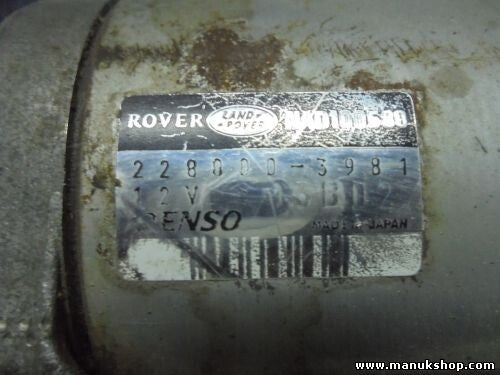 ROVER LAND ROVER
228000-3981
12V
DENSO MADE IN JAPAN
www.manukshop.com